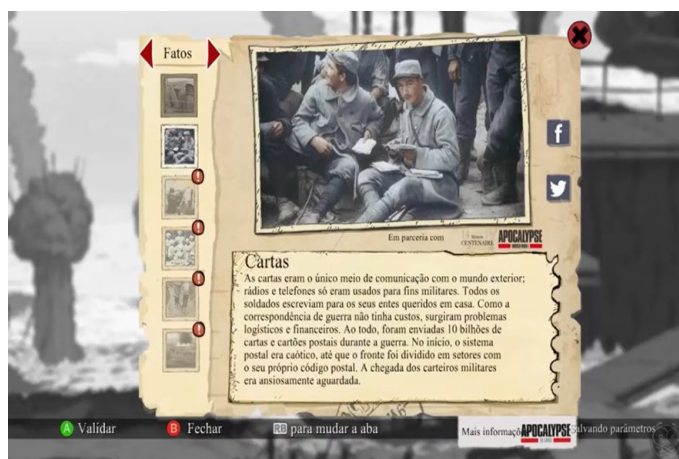 Fatos
Em parceria com
CENTENAIRE
APOCALYPSE
Cartas
As cartas eram o único meio de comunicação com o mundo exterior;
rádios e telefones só eram usados para fins militares. Todos os
soldados escreviam para os seus entes queridos em casa. Como a
correspondência de guerra não tinha custos, surgiram problemas
logísticos e financeiros. Ao todo, foram enviadas 10 bilhões de
cartas e cartões postais durante a guerra. No início, o sistema
postal era caótico, até que o fronte foi dividido em setores com
o seu próprio código postal. A chegada dos carteiros militares
era ansiosamente aguardada.
A Validar
B Fechar
RB para mudar a aba
Mais informaçõ APOCALYPSE
Salvando parâmetros